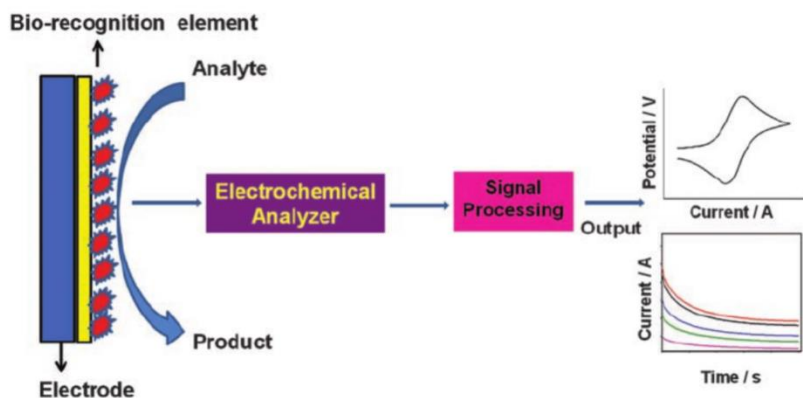 Bio-recognition element
Analyte
Electrochemical
Analyzer
Signal
Processing
Output
Potential / V
Current / A
Current / A
Time / s
Product
Electrode